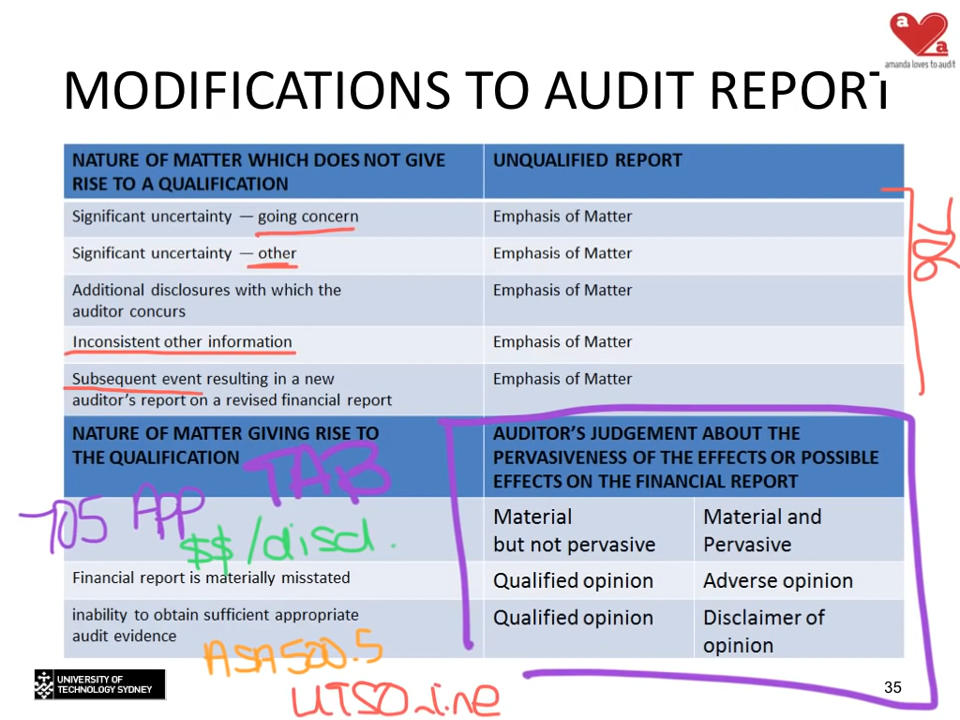 a
a
amanda loves to audit
MODIFICATIONS TO AUDIT REPORT
NATURE OF MATTER WHICH DOES NOT GIVE
RISE TO A QUALIFICATION
UNQUALIFIED REPORT
Significant uncertainty — going concern
Emphasis of Matter
Significant uncertainty — other
Emphasis of Matter
Additional disclosures with which the
auditor concurs
Emphasis of Matter
Inconsistent other information
Emphasis of Matter
Subsequent event resulting in a new
auditor's report on a revised financial report
Emphasis of Matter
706
NATURE OF MATTER GIVING RISE TO
THE QUALIFICATION
TAB
705 APP
$$/discl.
AUDITOR'S JUDGEMENT ABOUT THE
PERVASIVENESS OF THE EFFECTS OR POSSIBLE
EFFECTS ON THE FINANCIAL REPORT
Material
but not pervasive
Material and
Pervasive
Financial report is materially misstated
Qualified opinion
Adverse opinion
inability to obtain sufficient appropriate
audit evidence
Qualified opinion
Disclaimer of
opinion
ASA500.5
UTSOnline
UNIVERSITY OF
TECHNOLOGY SYDNEY
35